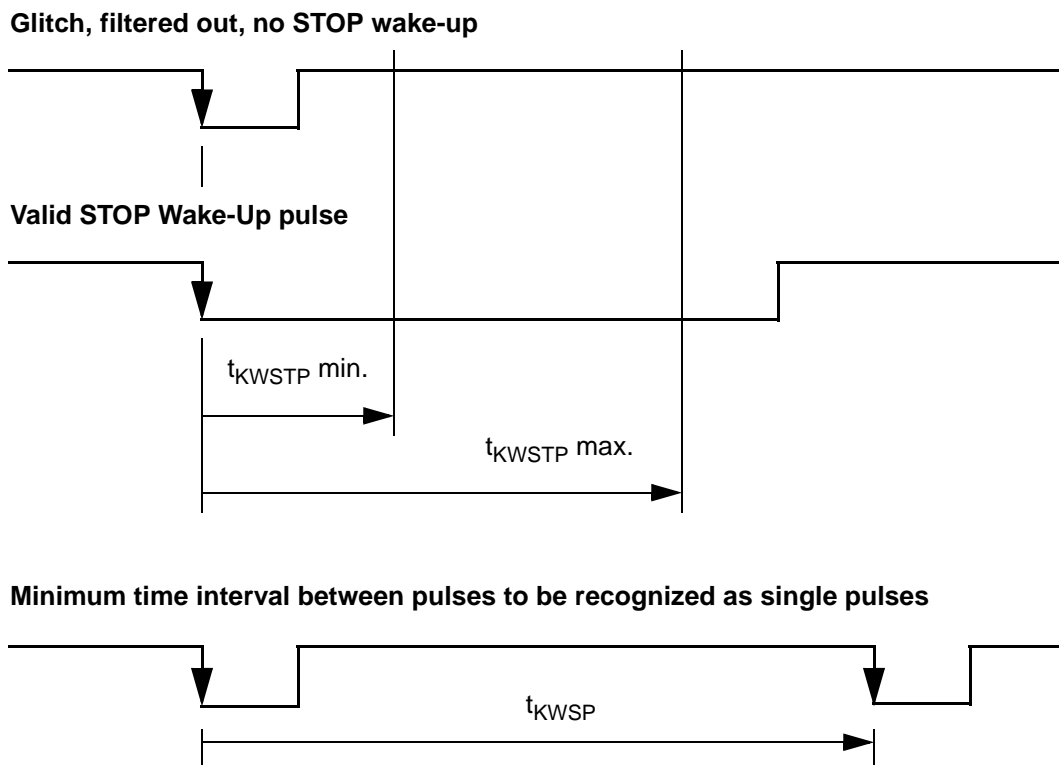 Glitch, filtered out, no STOP wake-up
Valid STOP Wake-Up pulse
tKWSTP min.
tKWSTP max.
Minimum time interval between pulses to be recognized as single pulses
tKWSP